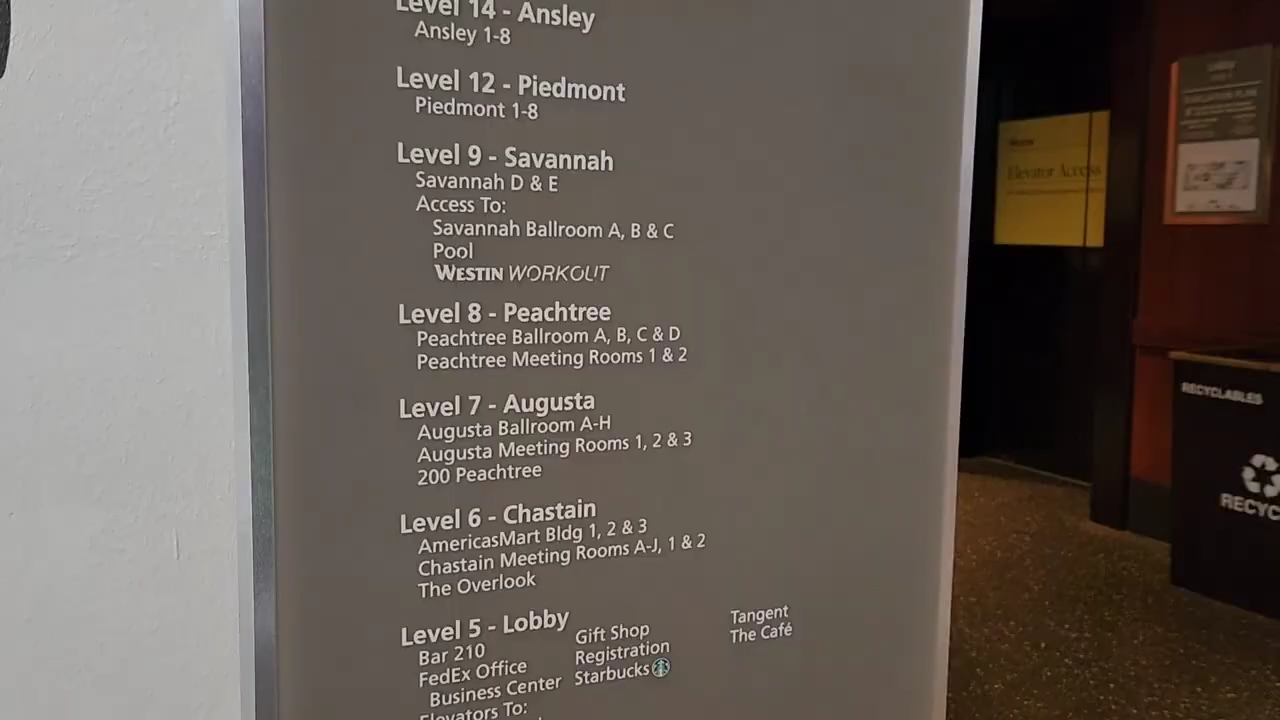 Level 14 - Ansley
Ansley 1-8
Level 12 - Piedmont
Piedmont 1-8
Level 9 - Savannah
Savannah D & E
Access To:
Savannah Ballroom A, B & C
Pool
WESTIN WORKOUT
Level 8 - Peachtree
Peachtree Ballroom A, B, C & D
Peachtree Meeting Rooms 1 & 2
Level 7 - Augusta
Augusta Ballroom A-H
Augusta Meeting Rooms 1, 2 & 3
200 Peachtree
Level 6 - Chastain
AmericasMart Bldg 1, 2 & 3
Chastain Meeting Rooms A-J, 1 & 2
The Overlook
Level 5 - Lobby
Bar 210
FedEx Office
Business Center
Elevators To:
Gift Shop
Registration
Starbucks
Tangent
The Café
Elevator Access
Lobby
RECYCLABLES
RECYC